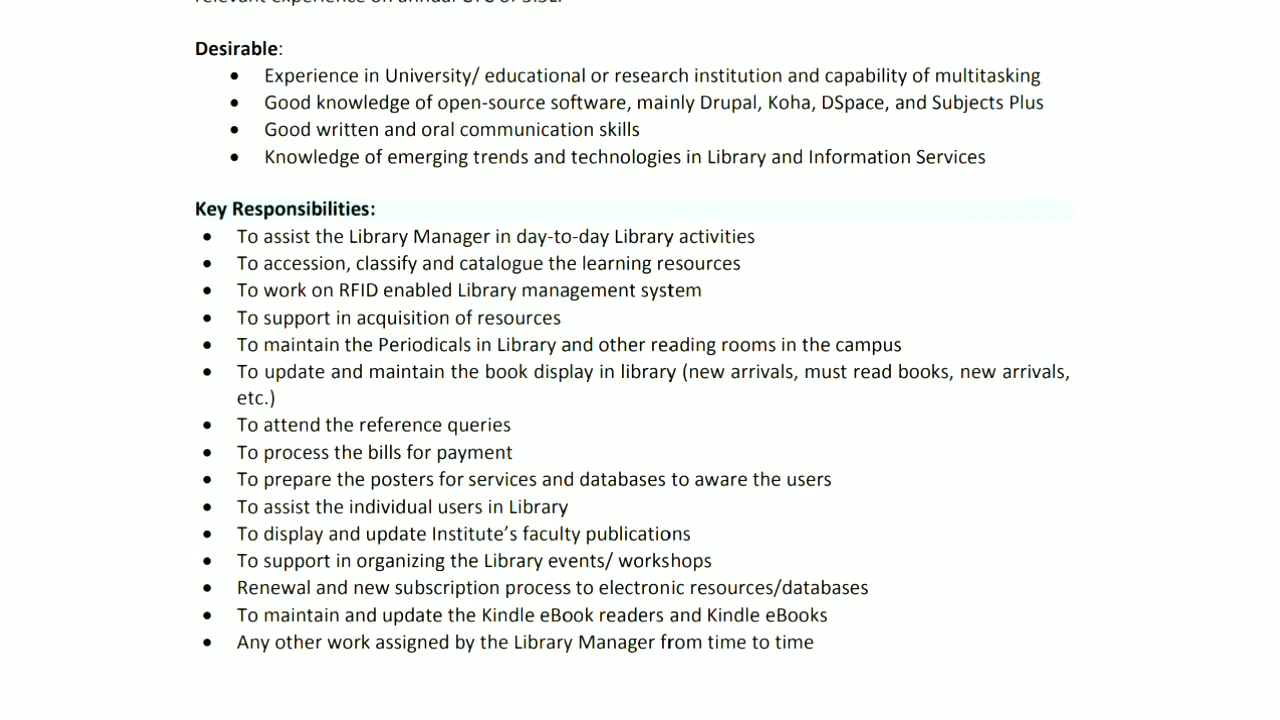 Desirable:
• Experience in University/ educational or research institution and capability of multitasking
• Good knowledge of open-source software, mainly Drupal, Koha, DSpace, and Subjects Plus
• Good written and oral communication skills
• Knowledge of emerging trends and technologies in Library and Information Services
Key Responsibilities:
• To assist the Library Manager in day-to-day Library activities
• To accession, classify and catalogue the learning resources
• To work on RFID enabled Library management system
• To support in acquisition of resources
• To maintain the Periodicals in Library and other reading rooms in the campus
• To update and maintain the book display in library (new arrivals, must read books, new arrivals,
etc.)
• To attend the reference queries
• To process the bills for payment
• To prepare the posters for services and databases to aware the users
• To assist the individual users in Library
• To display and update Institute's faculty publications
• To support in organizing the Library events/ workshops
• Renewal and new subscription process to electronic resources/databases
• To maintain and update the Kindle eBook readers and Kindle eBooks
• Any other work assigned by the Library Manager from time to time